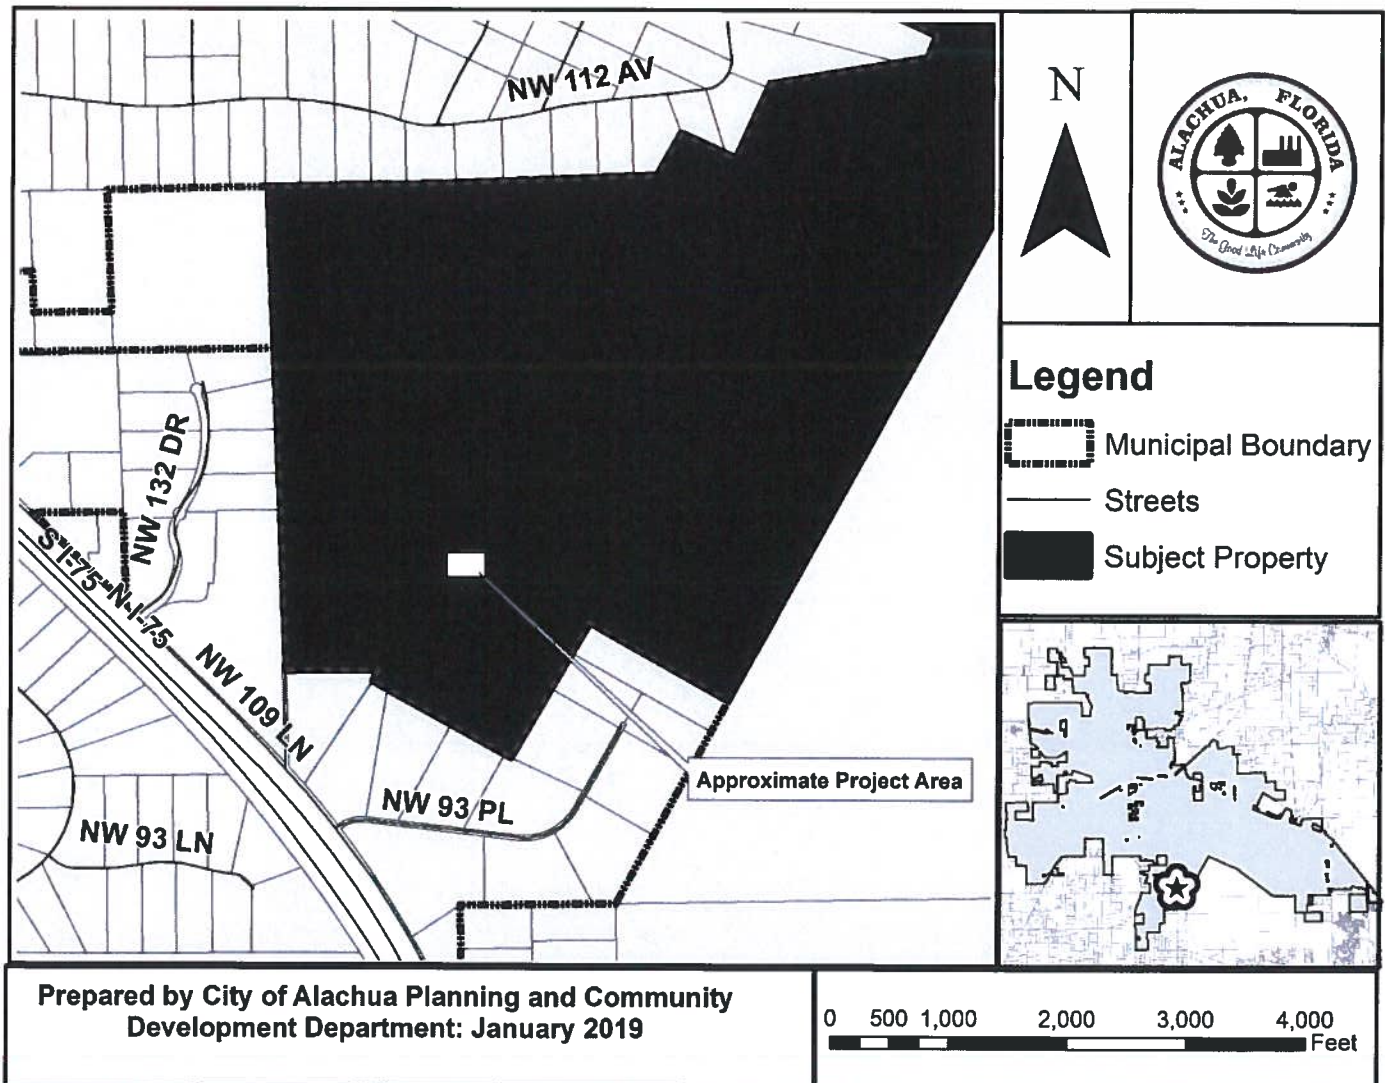 NW 112 AV
N
ALACHUA, FLORIDA
The Good Life Community
Legend
Municipal Boundary
Streets
Subject Property
NW 132 DR
S I-75
N-I-75
NW 109 LN
NW 93 PL
NW 93 LN
Approximate Project Area
Prepared by City of Alachua Planning and Community
Development Department: January 2019
0 500 1,000 2,000 3,000 4,000
Feet